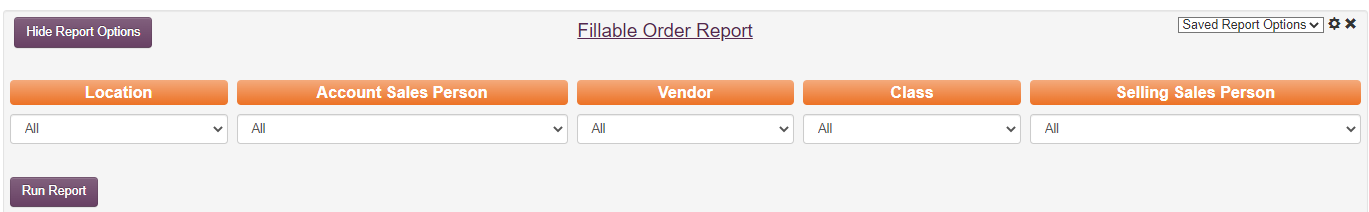 Hide Report Options
Fillable Order Report
Saved Report Options
Location
Account Sales Person
Vendor
Class
Selling Sales Person
All
All
All
All
All
Run Report